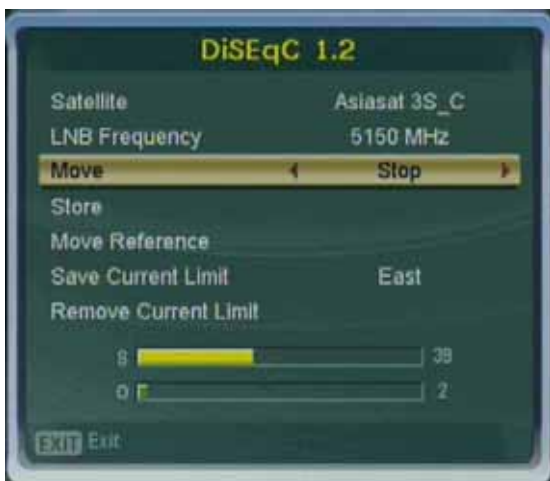 DiSEqC 1.2
Satellite Asiasat 3S_C
LNB Frequency 5150 MHz
Move Stop
Store
Move Reference
Save Current Limit East
Remove Current Limit
S 39
Q 2
EXIT Exit